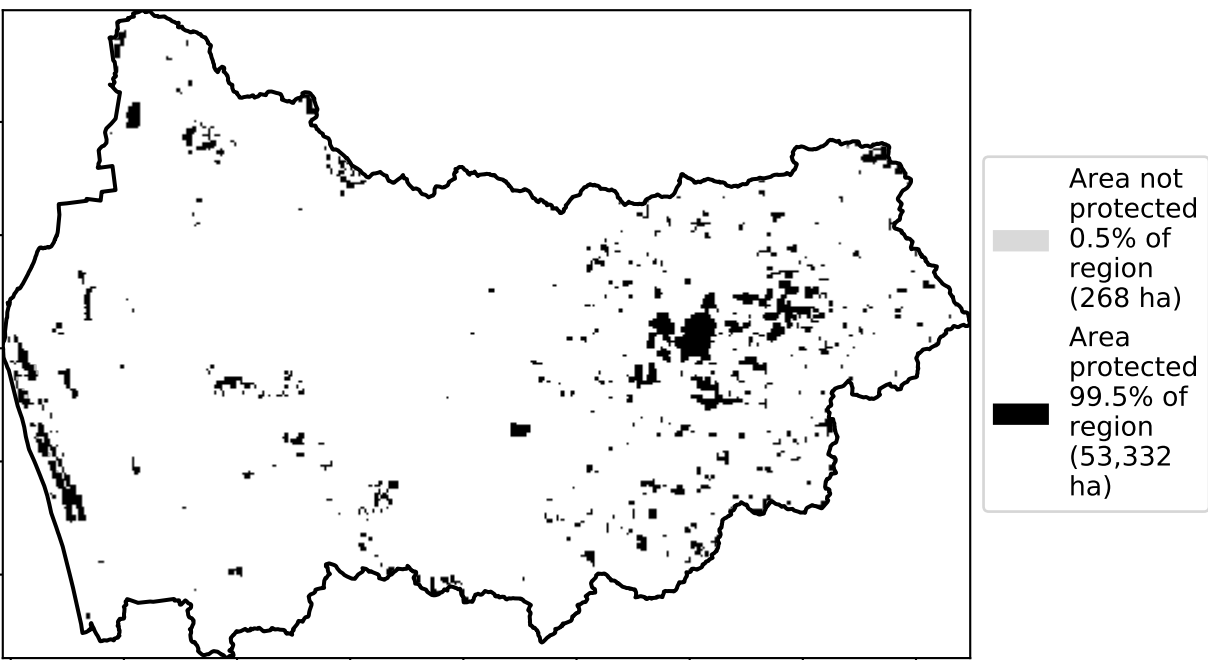 Area not
protected
0.5% of
region
(268 ha)
Area
protected
99.5% of
region
(53,332
ha)